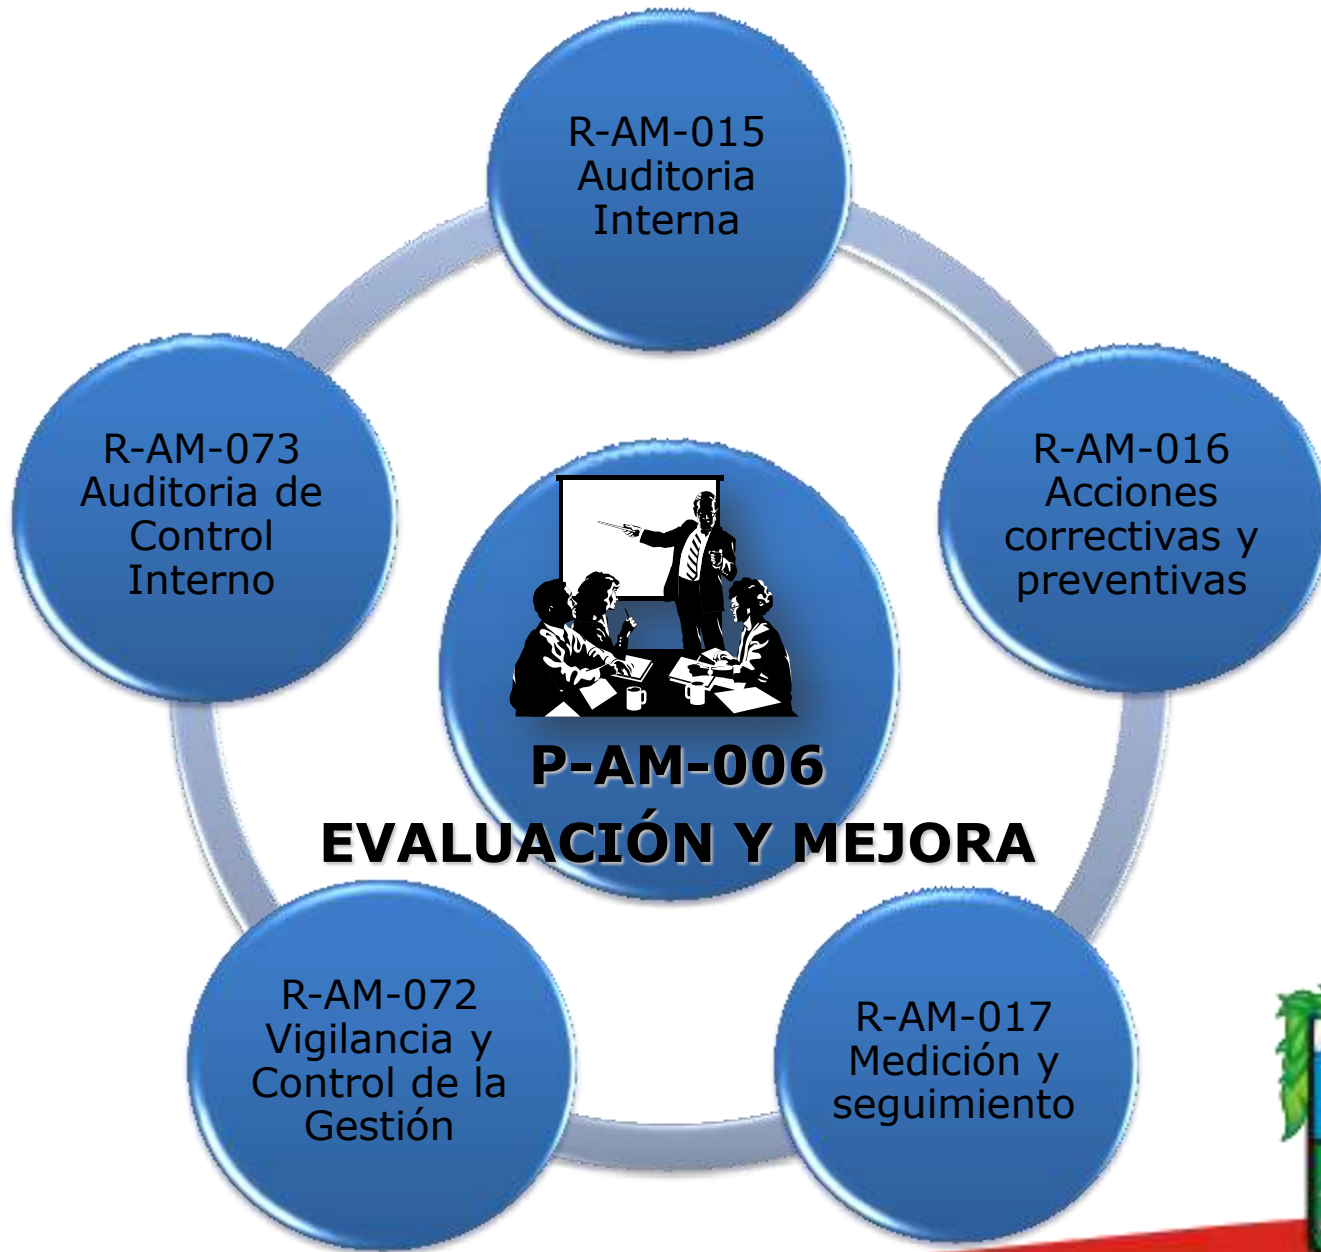 R-AM-015
Auditoria
Interna
R-AM-016
Acciones
correctivas y
preventivas
R-AM-017
Medición y
seguimiento
R-AM-072
Vigilancia y
Control de la
Gestión
R-AM-073
Auditoria de
Control
Interno
P-AM-006
EVALUACIÓN Y MEJORA